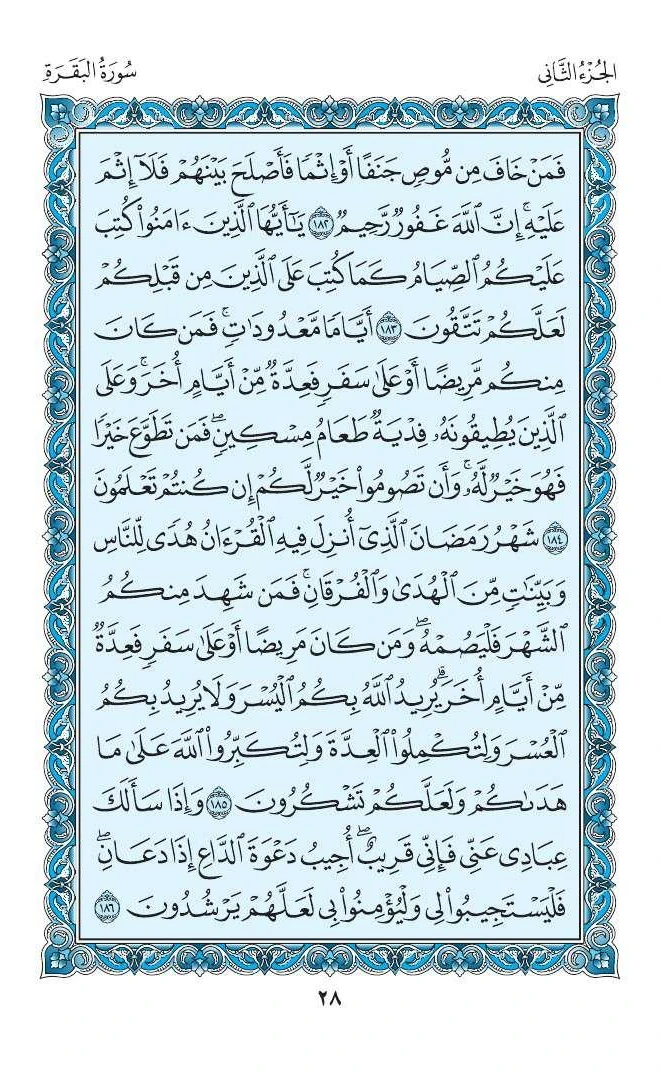 الجُزْءُ الثَّانِي
سُورَةُ البَقَرَةِ
فَمَنْ خَافَ مِن مُّوصٖ جَنَفًا أَوۡ إِثۡمٗا فَأَصۡلَحَ بَيۡنَهُمۡ فَلَآ إِثۡمَ
عَلَيۡهِۚ إِنَّ ٱللَّهَ غَفُورٞ رَّحِيمٞ ١٨٢ يَٰٓأَيُّهَا ٱلَّذِينَ ءَامَنُواْ كُتِبَ
عَلَيۡكُمُ ٱلصِّيَامُ كَمَا كُتِبَ عَلَى ٱلَّذِينَ مِن قَبۡلِكُمۡ
لَعَلَّكُمۡ تَتَّقُونَ ١٨٣ أَيَّامٗا مَّعۡدُودَٰتٖۚ فَمَن كَانَ
مِنكُم مَّرِيضًا أَوۡ عَلَىٰ سَفَرٖ فَعِدَّةٞ مِّنۡ أَيَّامٍ أُخَرَۚ وَعَلَى
ٱلَّذِينَ يُطِيقُونَهُۥ فِدۡيَةٞ طَعَامُ مِسۡكِينٖۖ فَمَن تَطَوَّعَ خَيۡرٗا
فَهُوَ خَيۡرٞ لَّهُۥۚ وَأَن تَصُومُواْ خَيۡرٞ لَّكُمۡ إِن كُنتُمۡ تَعۡلَمُونَ
١٨٤ شَهۡرُ رَمَضَانَ ٱلَّذِيٓ أُنزِلَ فِيهِ ٱلۡقُرۡءَانُ هُدٗى لِّلنَّاسِ
وَبَيِّنَٰتٖ مِّنَ ٱلۡهُدَىٰ وَٱلۡفُرۡقَانِۚ فَمَن شَهِدَ مِنكُمُ
ٱلشَّهۡرَ فَلۡيَصُمۡهُۖ وَمَن كَانَ مَرِيضًا أَوۡ عَلَىٰ سَفَرٖ فَعِدَّةٞ
مِّنۡ أَيَّامٍ أُخَرَۗ يُرِيدُ ٱللَّهُ بِكُمُ ٱلۡيُسۡرَ وَلَا يُرِيدُ بِكُمُ
ٱلۡعُسۡرَ وَلِتُكۡمِلُواْ ٱلۡعِدَّةَ وَلِتُكَبِّرُواْ ٱللَّهَ عَلَىٰ مَا
هَدَىٰكُمۡ وَلَعَلَّكُمۡ تَشۡكُرُونَ ١٨٥ وَإِذَا سَأَلَكَ
عِبَادِي عَنِّي فَإِنِّي قَرِيبٌۖ أُجِيبُ دَعۡوَةَ ٱلدَّاعِ إِذَا دَعَانِۖ
فَلۡيَسۡتَجِيبُواْ لِي وَلۡيُؤۡمِنُواْ بِي لَعَلَّهُمۡ يَرۡشُدُونَ ١٨٦
٢٨